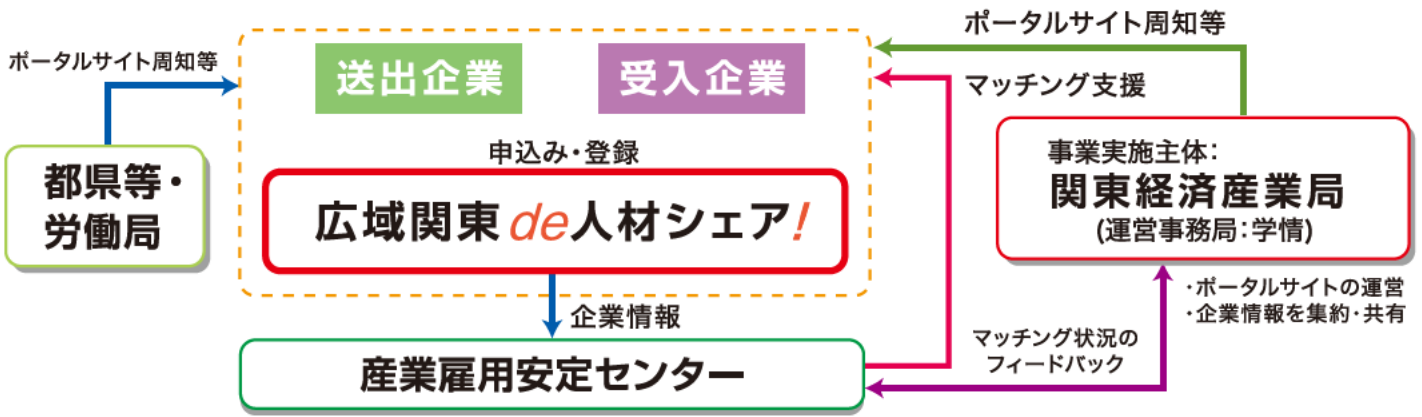 ポータルサイト周知等
都県等・
労働局
送出企業
受入企業
申込み・登録
広域関東de人材シェア!
企業情報
産業雇用安定センター
ポータルサイト周知等
マッチング支援
事業実施主体：
関東経済産業局
(運営事務局：学情)
・ポータルサイトの運営
・企業情報を集約・共有
マッチング状況の
フィードバック